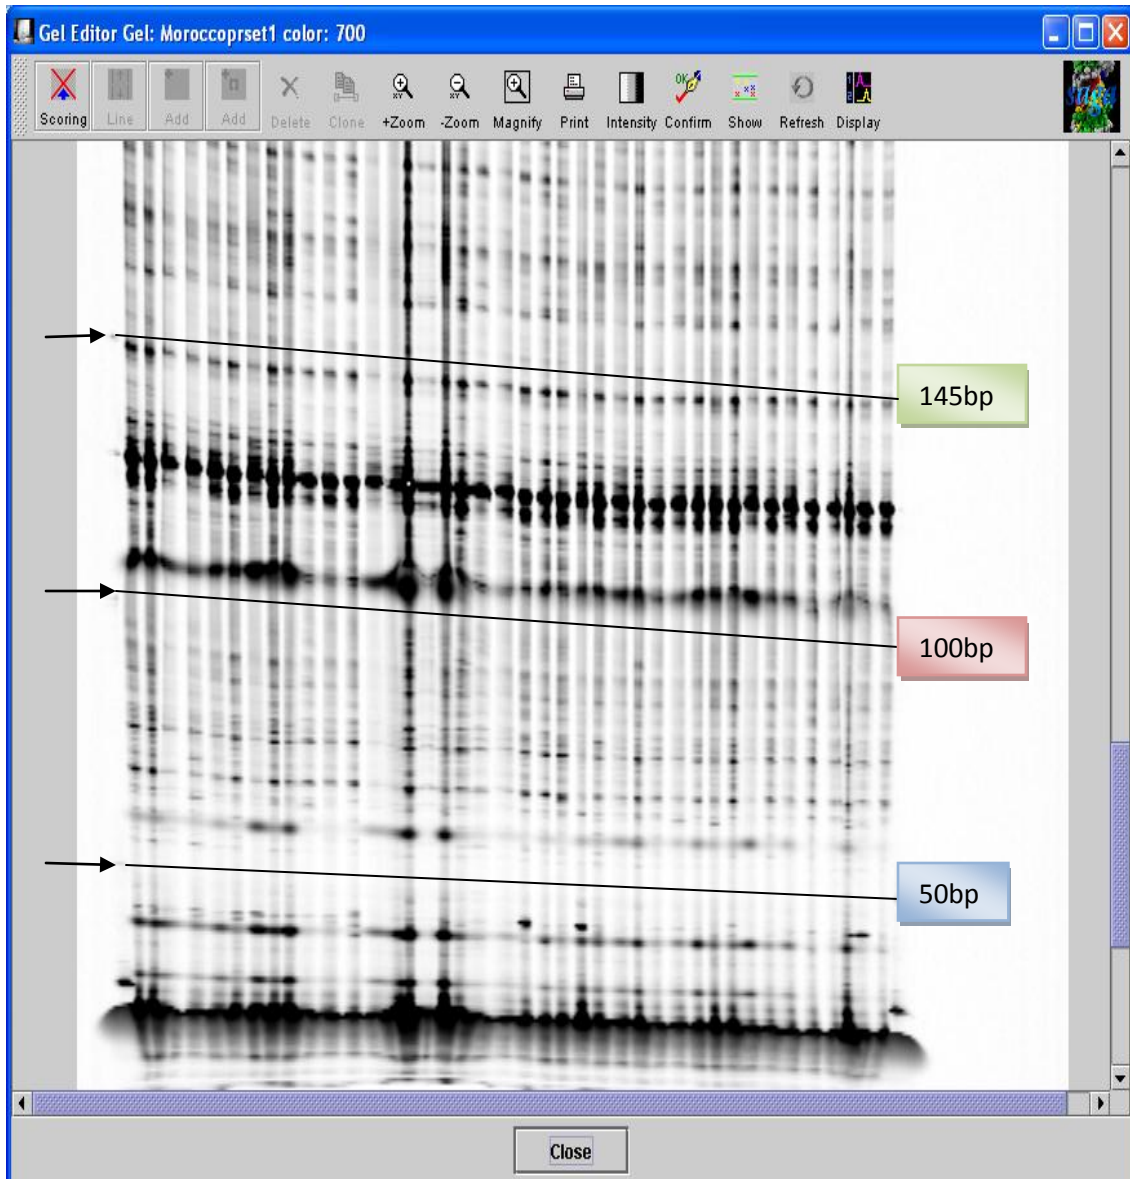 Gel Editor Gel: Moroccoprset1 color: 700
Scoring Line Add Add Delete Clone +Zoom -Zoom Magnify Print Intensity Confirm Show Refresh Display
145bp
100bp
50bp
Close